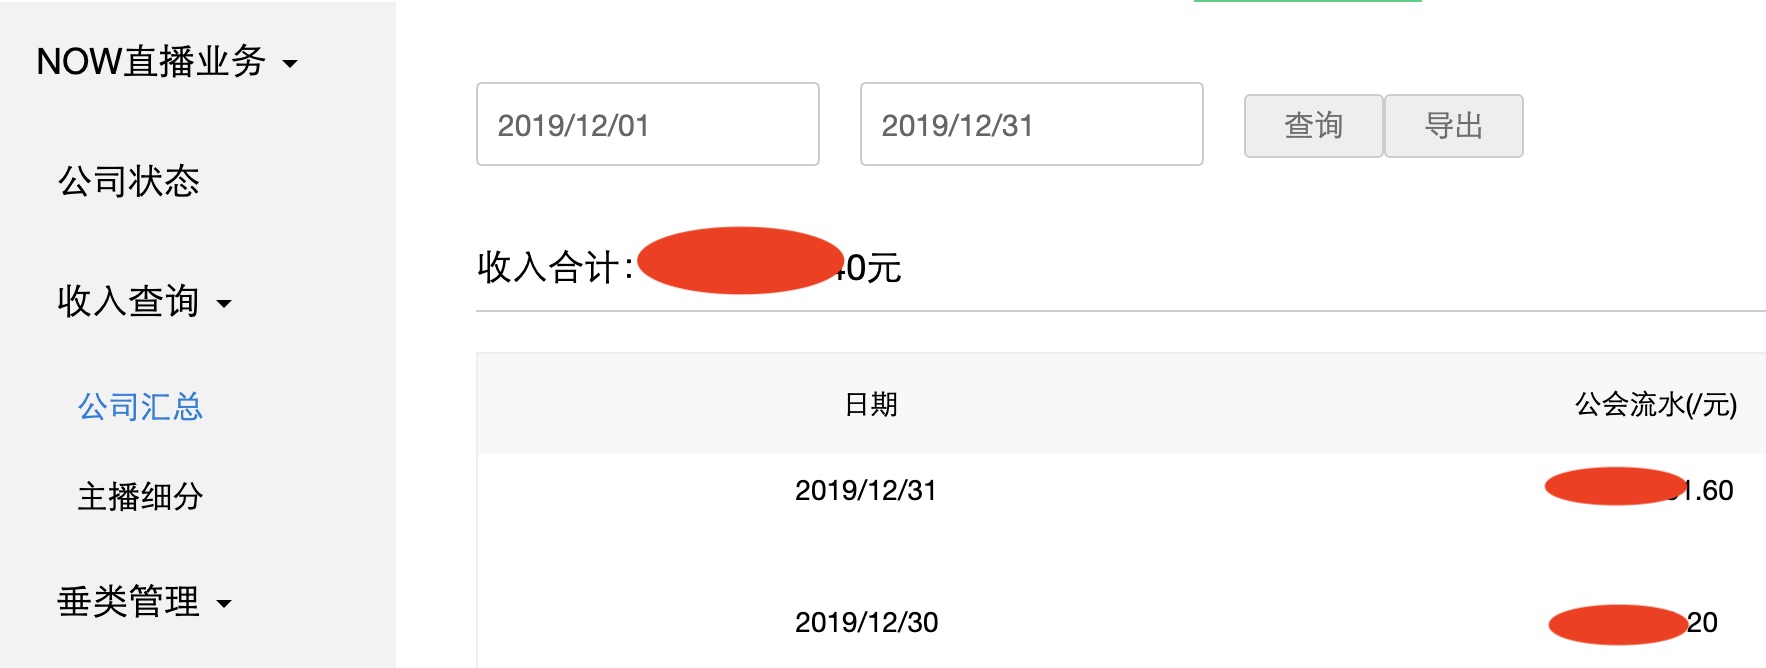 NOW直播业务
公司状态
收入查询
公司汇总
主播细分
垂类管理
2019/12/01
2019/12/31
查询
导出
收入合计: 0元
日期 公会流水(/元)
2019/12/31 1.60
2019/12/30 20